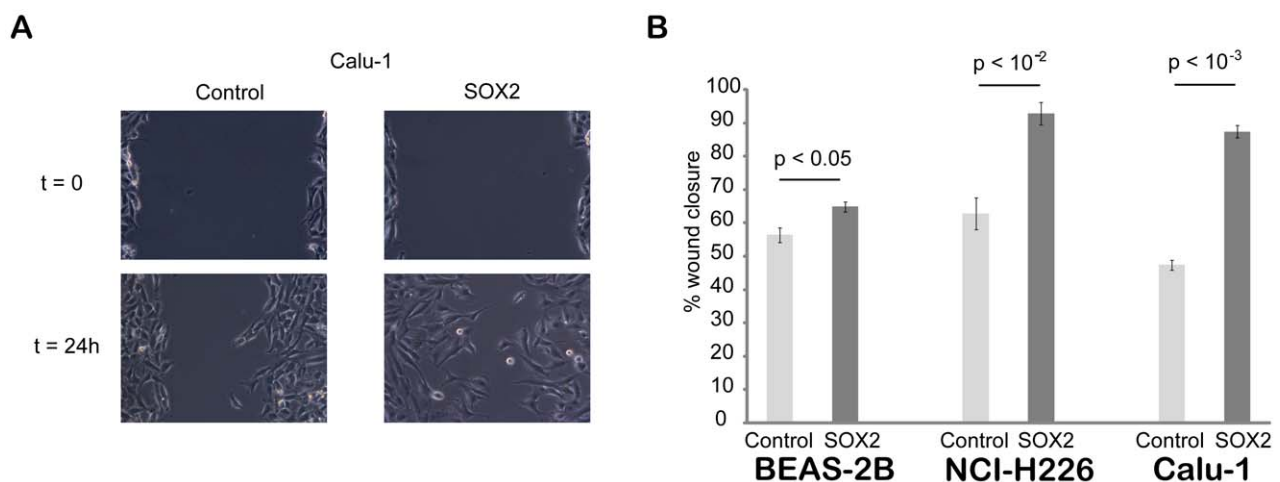 A
Calu-1
Control SOX2
t = 0
t = 24h
B
% wound closure
100
90
80
70
60
50
40
30
20
10
0
p < 0.05
p < 10⁻²
p < 10⁻³
Control SOX2 Control SOX2 Control SOX2
BEAS-2B NCI-H226 Calu-1